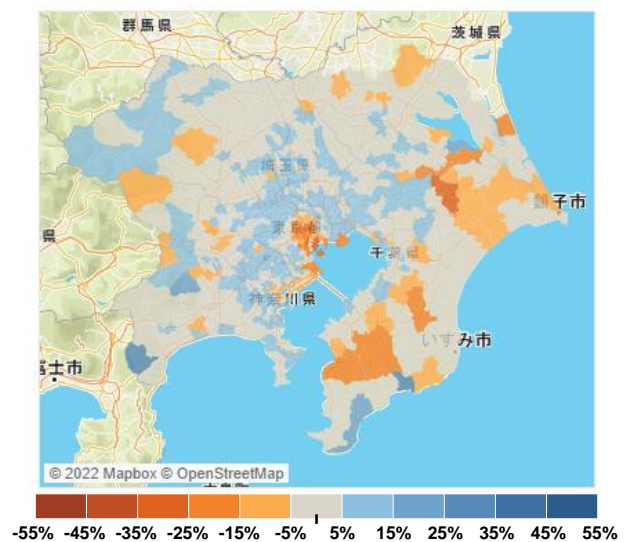 群馬県
茨城県
埼玉県
銚子市
東京都
県
千葉県
神奈川県
いすみ市
富士市
© 2022 Mapbox © OpenStreetMap
-55% -45% -35% -25% -15% -5% 5% 15% 25% 35% 45% 55%